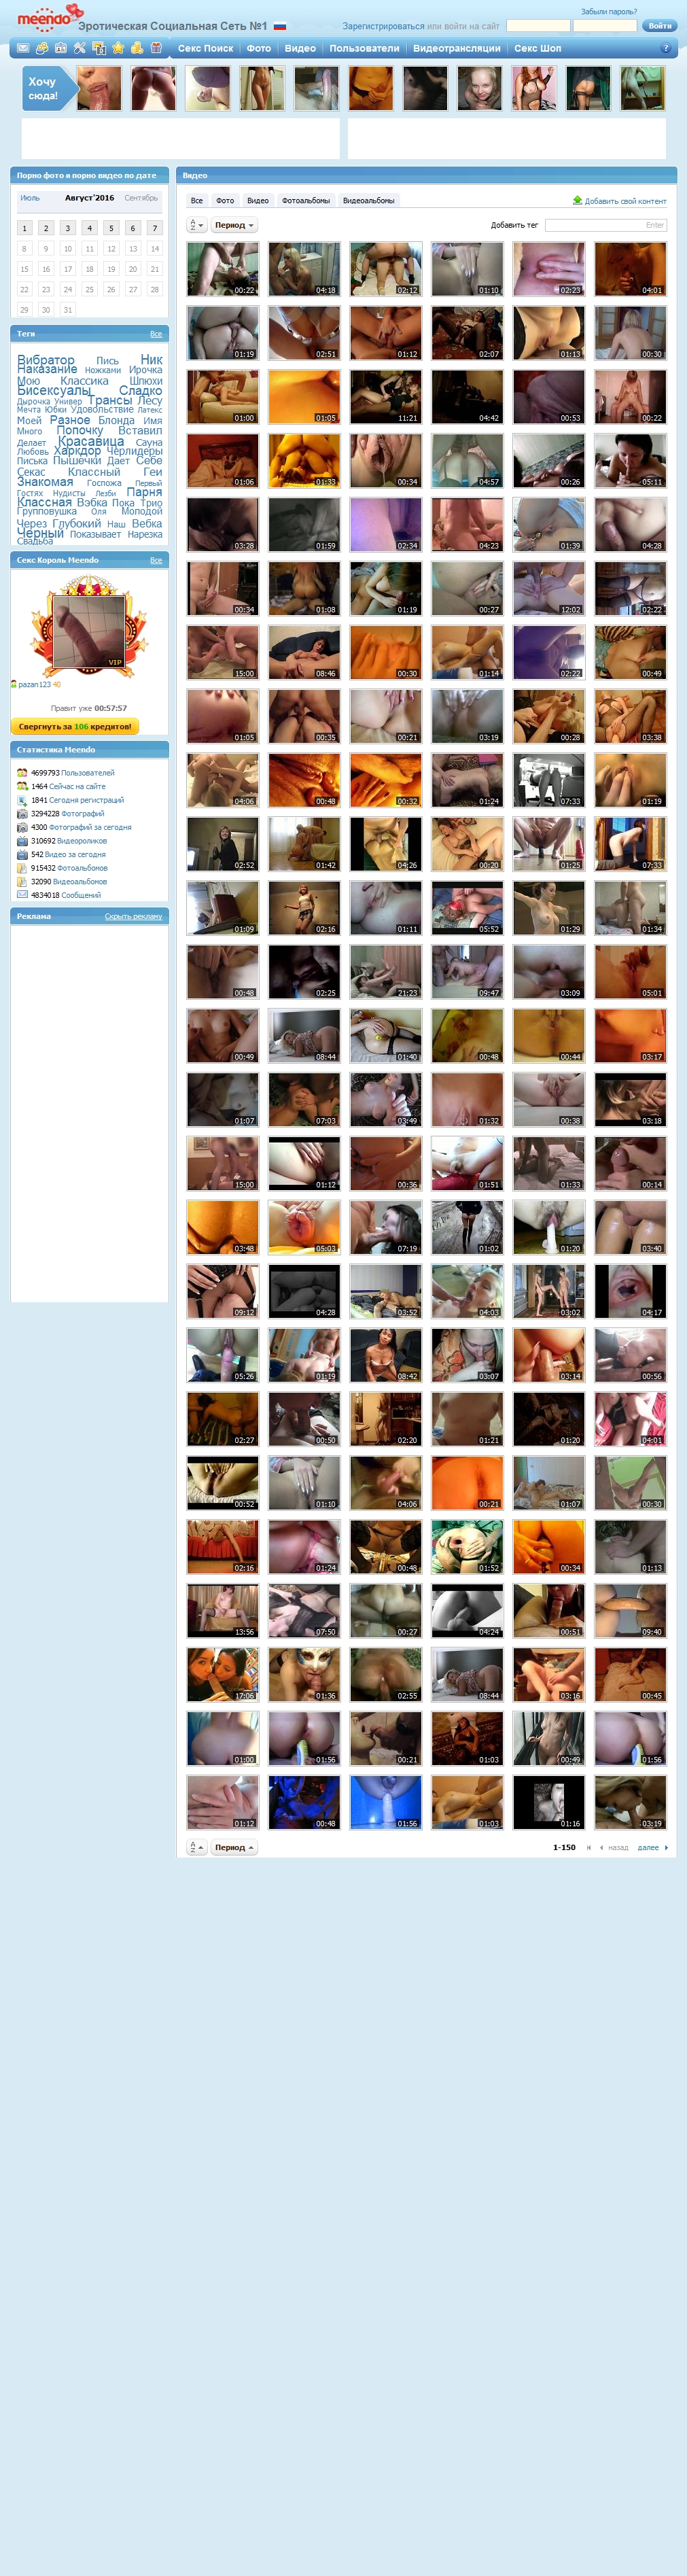 Забыли пароль?
meendo
Эротическая Социальная Сеть №1
Зарегистрироваться или войти на сайт
Войти
Секс Поиск Фото Видео Пользователи Видеотрансляции Секс Шоп
Хочу
сюда!
Порно фото и порно видео по дате
Июль Август'2016 Сентябрь
1 2 3 4 5 6 7
8 9 10 11 12 13 14
15 16 17 18 19 20 21
22 23 24 25 26 27 28
29 30 31
Теги Все
Вибратор Пись Ник
Наказание Ножками Ирочка
Мою Классика Шпюхи
Бисексуалы Сладко
Дырочка Универ Трансы Лесу
Мечта Юбки Удовольствие Латекс
Моей Разное Блонда Имя
Много Попочку Вставил
Делает Красавица Сауна
Любовь Харкдор Черлидеры
Писька Пышечки Дает Себе
Секас Классный Геи
Знакомая Госпожа Первый
Гостях Нудисты Лезби Парня
Классная Вэбка Пока Трио
Групповушка Оля Молодой
Через Глубокий Наш Вебка
Черный Показывает Нарезка
Свадьба
Секс Король Meendo Все
VIP
pazan123 40
Правит уже 00:57:57
Свергнуть за 106 кредитов!
Статистика Meendo
4699793 Пользователей
1464 Сейчас на сайте
1841 Сегодня регистраций
3294228 Фотографий
4300 Фотографий за сегодня
310692 Видеороликов
542 Видео за сегодня
915432 Фотоальбомов
32090 Видеоальбомов
4834018 Сообщений
Реклама Скрыть рекламу
Видео
Все Фото Видео Фотоальбомы Видеоальбомы
Добавить свой контент
Период
Добавить тег Enter
00:22 04:18 02:12 01:10 02:23 04:01
01:19 02:51 01:12 02:07 01:13 00:30
01:00 01:05 11:21 04:42 00:53 00:22
01:06 01:33 00:34 04:57 00:26 05:11
03:28 01:59 02:34 04:23 01:39 04:28
00:34 01:08 01:19 00:27 12:02 02:22
15:00 08:46 00:30 01:14 02:22 00:49
01:05 00:35 00:21 03:19 00:28 03:38
04:06 00:48 00:32 01:24 07:33 01:19
02:52 01:42 04:26 00:20 01:25 07:33
01:09 02:16 01:11 05:52 01:29 01:34
00:48 02:25 21:23 09:47 03:09 05:01
00:49 08:44 01:40 00:48 00:44 03:17
01:07 07:03 03:49 01:32 00:38 03:18
15:00 01:12 00:36 01:51 01:33 00:14
03:48 05:03 07:19 01:02 01:20 03:40
09:12 04:28 03:52 04:03 03:02 04:17
05:26 01:19 08:42 03:07 03:14 00:56
02:27 00:50 02:20 01:21 01:20 04:01
00:52 01:10 04:06 00:21 01:07 00:30
02:16 01:24 00:48 01:52 00:34 01:13
13:56 07:50 00:27 04:24 00:51 09:40
17:06 01:36 02:55 08:44 03:16 00:45
01:00 01:56 00:21 01:03 00:49 01:56
01:12 00:48 01:56 01:03 01:16 03:19
Период
1-150 назад далее